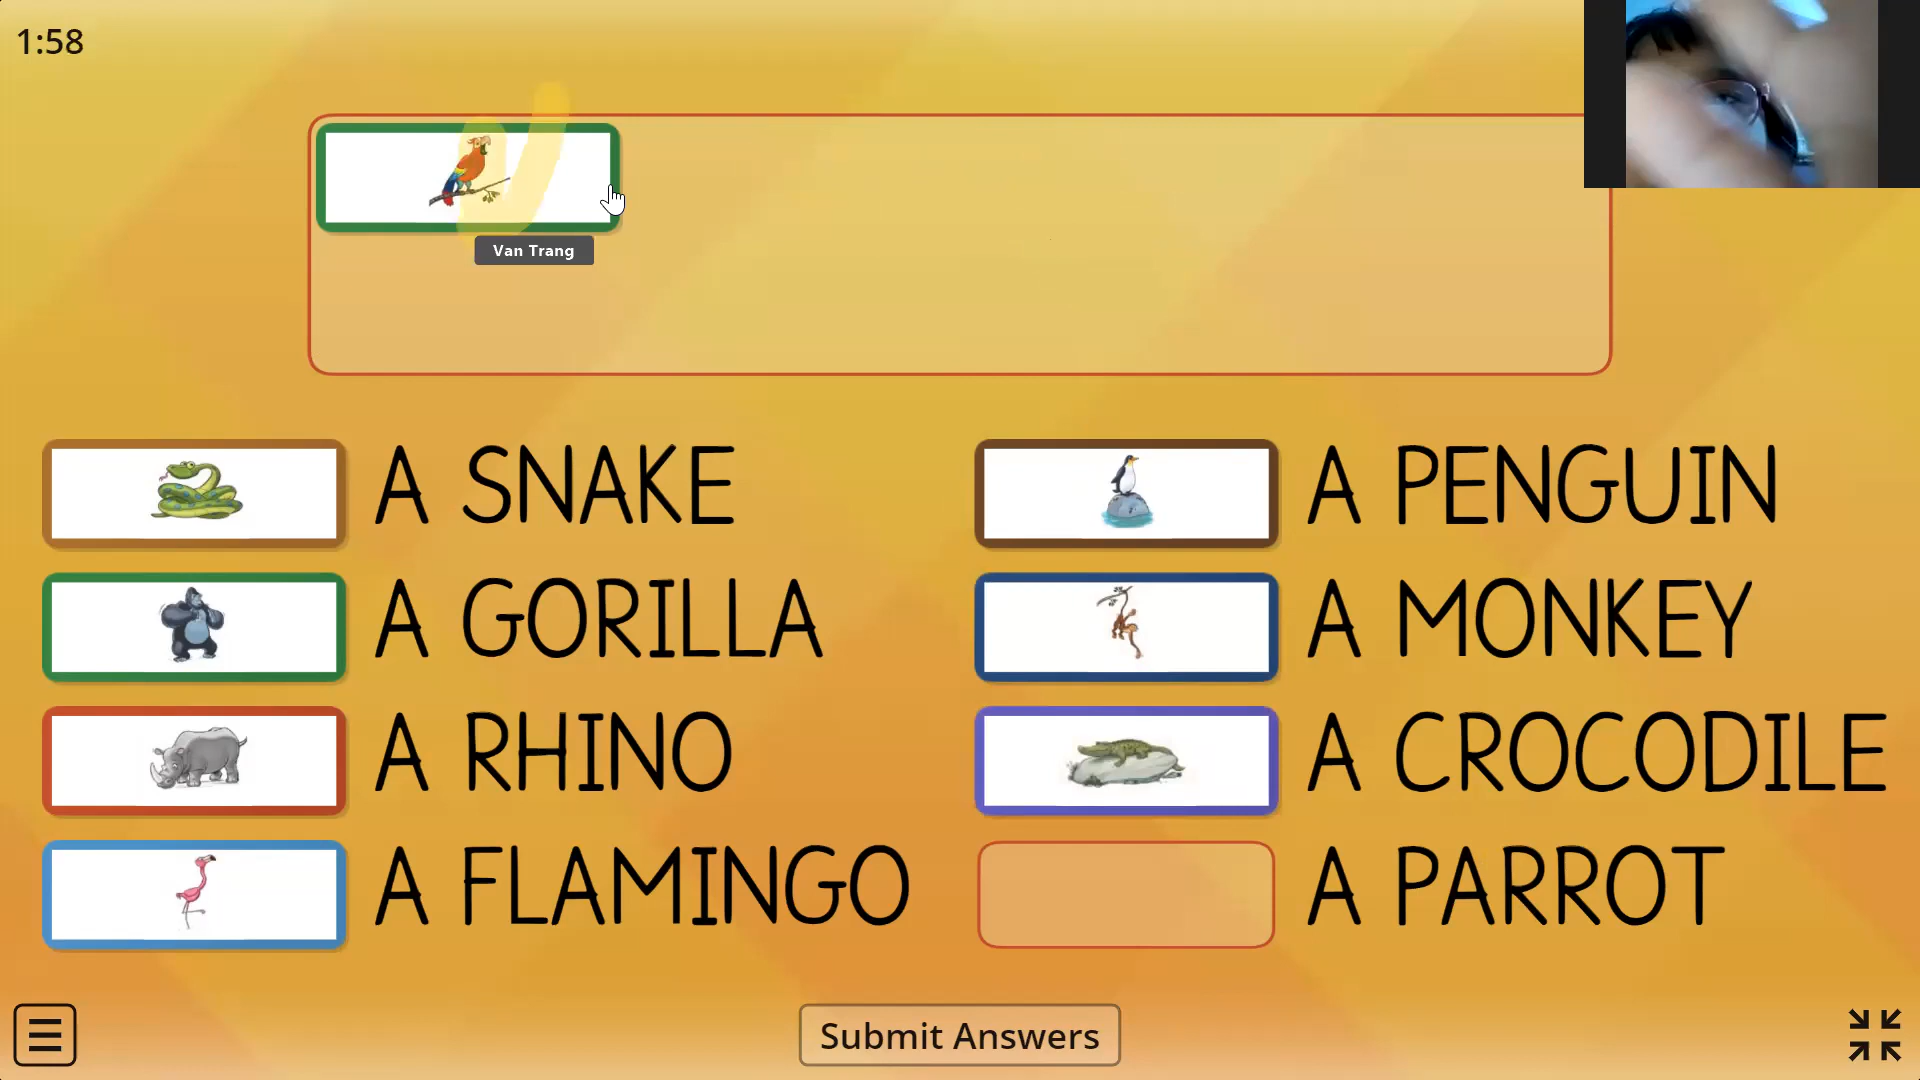 1:58
Van Trang
A SNAKE
A PENGUIN
A GORILLA
A MONKEY
A RHINO
A CROCODILE
A FLAMINGO
A PARROT
Submit Answers